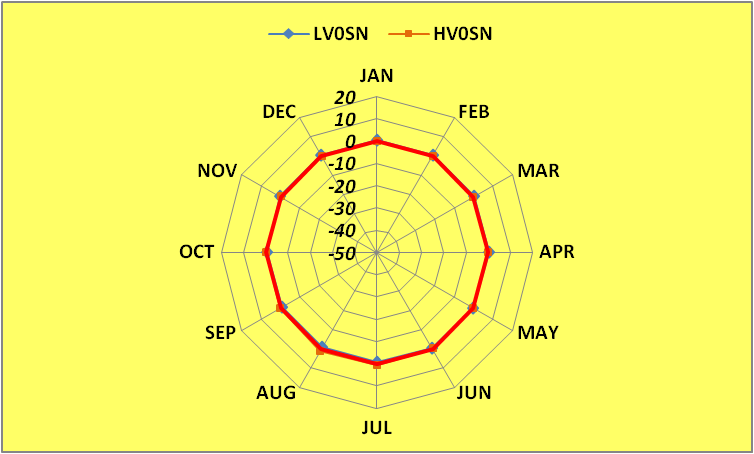 LV0SN HV0SN
JAN
20
DEC FEB
10
0
NOV MAR
-10
-20
-30
-40
OCT -50 APR
SEP MAY
AUG JUN
JUL